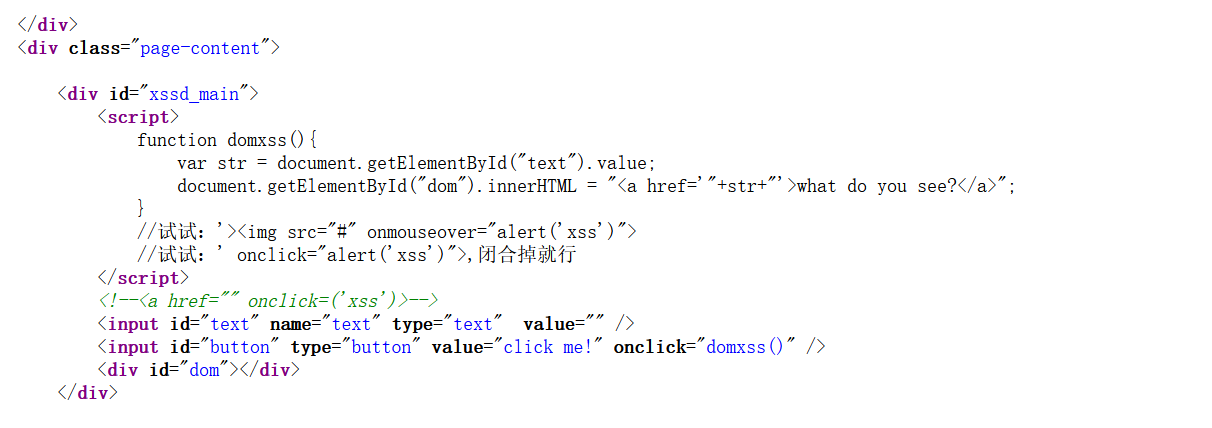 </div>
<div class="page-content">
<div id="xssd_main">
<script>
function domxss(){
var str = document.getElementById("text").value;
document.getElementById("dom").innerHTML = "<a href='"+str+"'>what do you see?</a>";
}
//试试：'><img src="#" onmouseover="alert('xss')">
//试试：' onclick="alert('xss')">,闭合掉就行
</script>
<!--<a href="" onclick=('xss')>-->
<input id="text" name="text" type="text"  value="" />
<input id="button" type="button" value="click me!" onclick="domxss()" />
<div id="dom"></div>
</div>